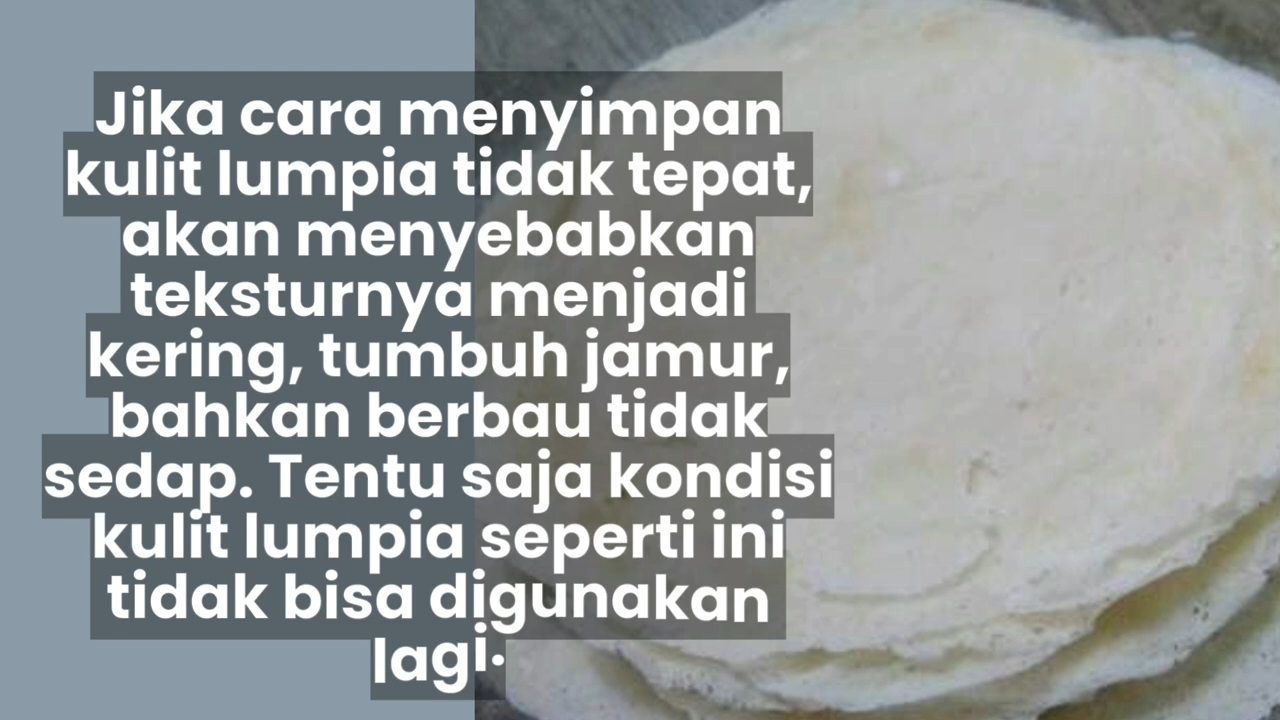 Jika cara menyimpan
kulit lumpia tidak tepat,
akan menyebabkan
teksturnya menjadi
kering, tumbuh jamur,
bahkan berbau tidak
sedap. Tentu saja kondisi
kulit lumpia seperti ini
tidak bisa digunakan
lagi.